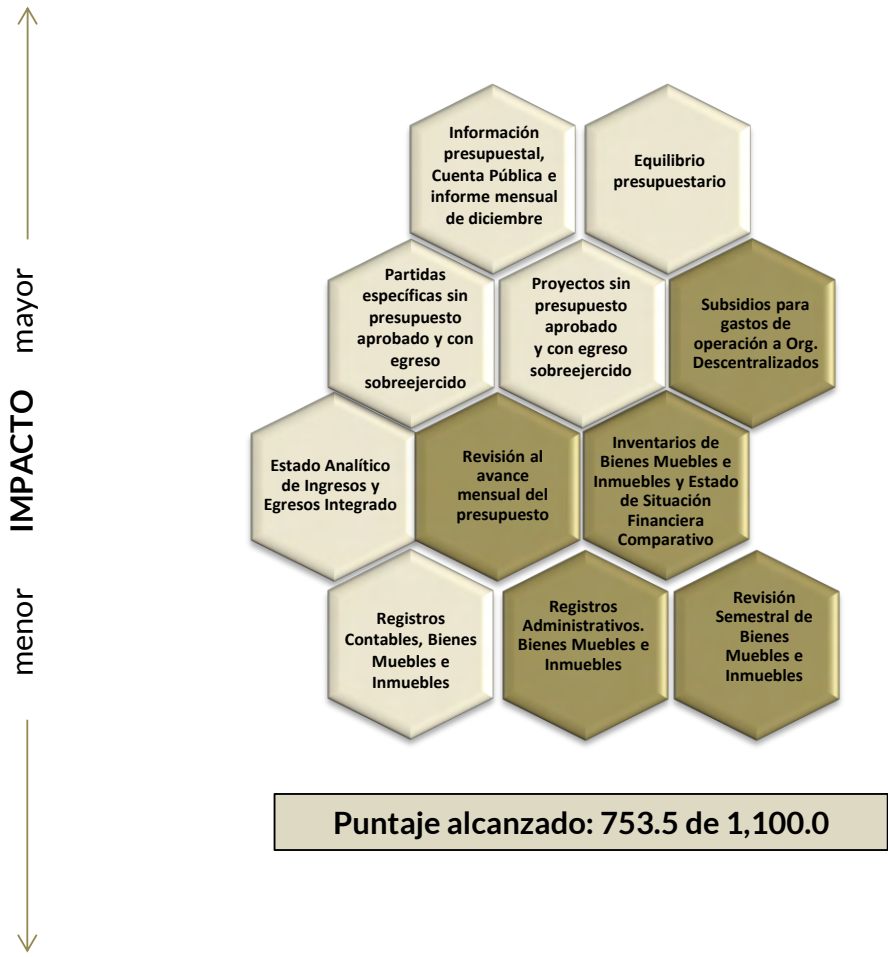 mayor
IMPACTO
menor
Información
presupuestal,
Cuenta Pública e
informe mensual
de diciembre
Equilibrio
presupuestario
Partidas
específicas sin
presupuesto
aprobado y con
egreso
sobreejercido
Proyectos sin
presupuesto
aprobado
y con egreso
sobreejercido
Subsidios para
gastos de
operación a Org.
Descentralizados
Estado Analítico
de Ingresos y
Egresos Integrado
Revisión al
avance
mensual del
presupuesto
Inventarios de
Bienes Muebles e
Inmuebles y Estado
de Situación
Financiera
Comparativo
Registros
Contables, Bienes
Muebles e
Inmuebles
Registros
Administrativos.
Bienes Muebles e
Inmuebles
Revisión
Semestral de
Bienes
Muebles e
Inmuebles
Puntaje alcanzado: 753.5 de 1,100.0